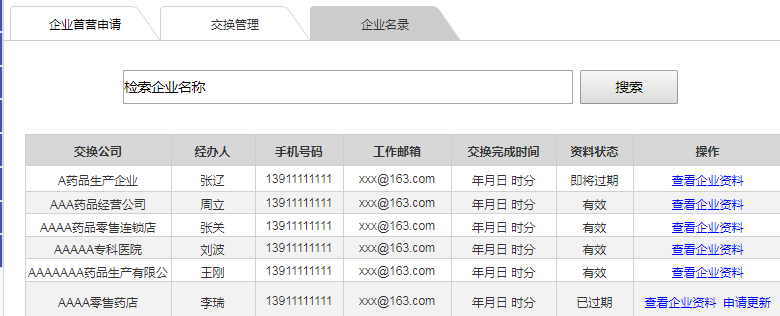 企业首营申请 交换管理 企业名录
检索企业名称 搜索
交换公司 经办人 手机号码 工作邮箱 交换完成时间 资料状态 操作
A药品生产企业 张辽 13911111111 xxx@163.com 年月日 时分 即将过期 查看企业资料
AAA药品经营公司 周立 13911111111 xxx@163.com 年月日 时分 有效 查看企业资料
AAAA药品零售连锁店 张关 13911111111 xxx@163.com 年月日 时分 有效 查看企业资料
AAAAA专科医院 刘波 13911111111 xxx@163.com 年月日 时分 有效 查看企业资料
AAAAAAA药品生产有限公 王刚 13911111111 xxx@163.com 年月日 时分 有效 查看企业资料
AAAA零售药店 李瑞 13911111111 xxx@163.com 年月日 时分 已过期 查看企业资料 申请更新